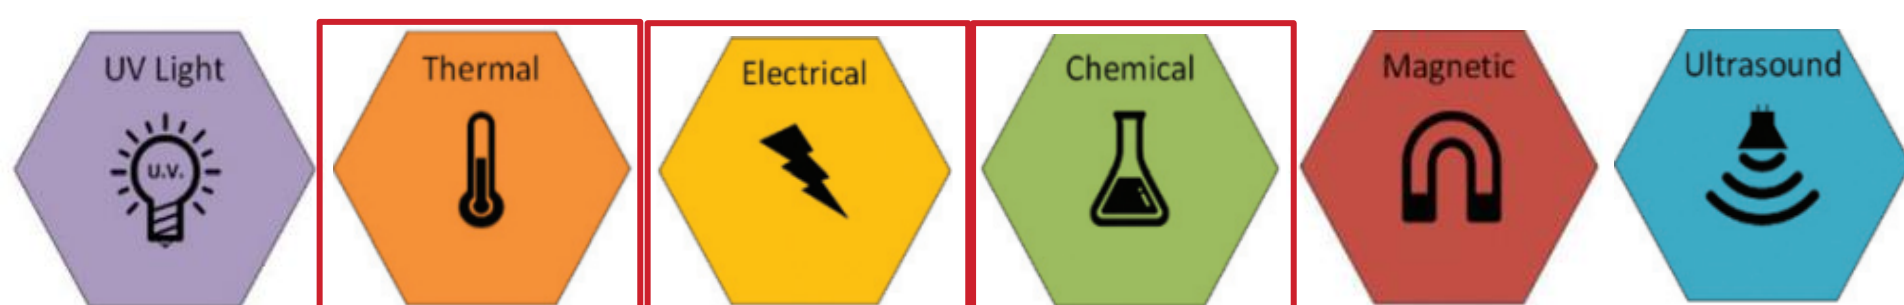 UV Light
U.V.
Thermal
Electrical
Chemical
Magnetic
Ultrasound